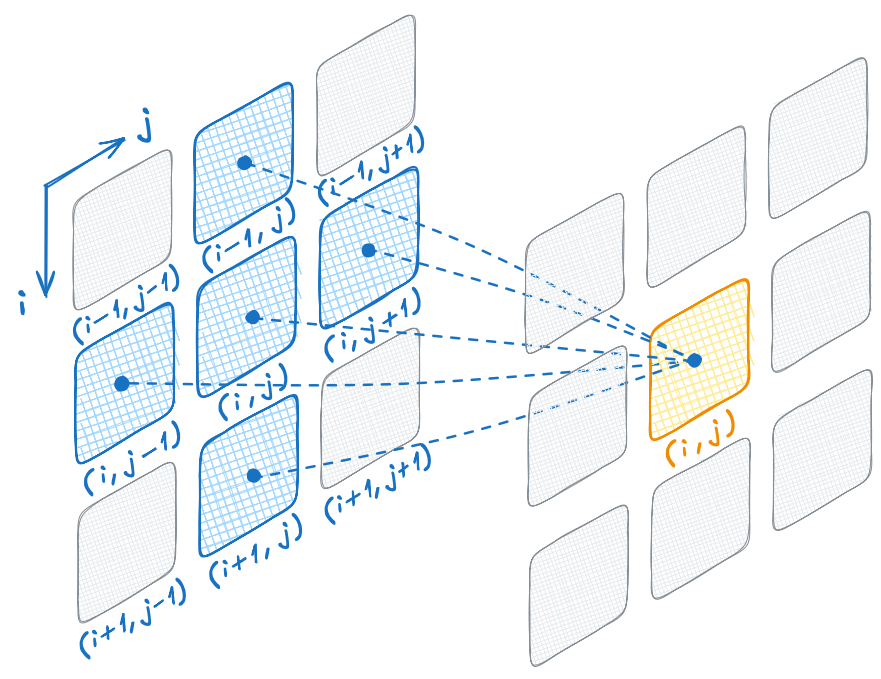 j
i
(i-1, j-1)
(i-1, j)
(i-1, j+1)
(i, j-1)
(i, j)
(i, j+1)
(i+1, j-1)
(i+1, j)
(i+1, j+1)
(i, j)